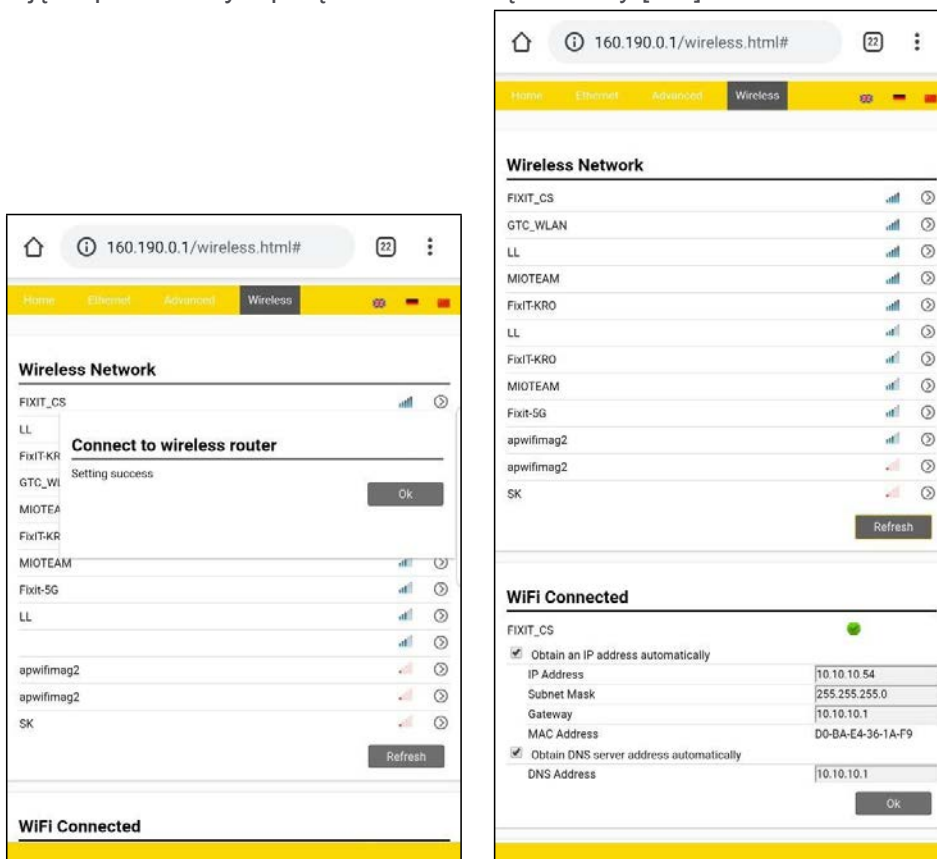 160.190.0.1/wireless.html# 22
Home Ethernet Advanced Wireless
Wireless Network
FIXIT_CS
LL
FixIT-KR
GTC_WL
MIOTEA
FixIT-KR
MIOTEAM
Fixit-5G
LL
apwifimag2
apwifimag2
SK
Refresh
Connect to wireless router
Setting success
Ok
WiFi Connected
160.190.0.1/wireless.html# 22
Home Ethernet Advanced Wireless
Wireless Network
FIXIT_CS
GTC_WLAN
LL
MIOTEAM
FixIT-KRO
LL
FixIT-KRO
MIOTEAM
Fixit-5G
apwifimag2
apwifimag2
SK
Refresh
WiFi Connected
FIXIT_CS
Obtain an IP address automatically
IP Address 10.10.10.54
Subnet Mask 255.255.255.0
Gateway 10.10.10.1
MAC Address D0-BA-E4-36-1A-F9
Obtain DNS server address automatically
DNS Address 10.10.10.1
Ok